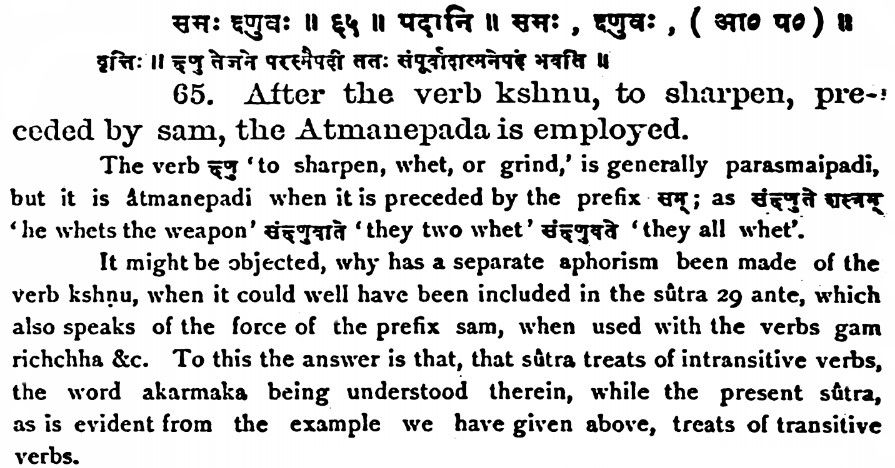 समः क्ष्णुवः ॥ ६५ ॥ पदानि ॥ समः , क्ष्णुवः , ( आ० प० ) ॥
वृत्तिः ॥ क्ष्णु तेजने परस्मैपदी ततः संपूर्वादात्मनेपदं भवति ॥
65. After the verb kshnu, to sharpen, pre-
ceded by sam, the Atmanepada is employed.
The verb क्ष्णु ‘to sharpen, whet, or grind,’ is generally parasmaipadi,
but it is âtmanepadi when it is preceded by the prefix सम्; as संक्ष्णुते शस्त्रम्
‘he whets the weapon’ संक्ष्णुवाते ‘they two whet’ संक्ष्णुवते ‘they all whet’.
It might be objected, why has a separate aphorism been made of the
verb kshṇu, when it could well have been included in the sûtra 29 ante, which
also speaks of the force of the prefix sam, when used with the verbs gam
richchha &c. To this the answer is that, that sûtra treats of intransitive verbs,
the word akarmaka being understood therein, while the present sûtra,
as is evident from the example we have given above, treats of transitive
verbs.